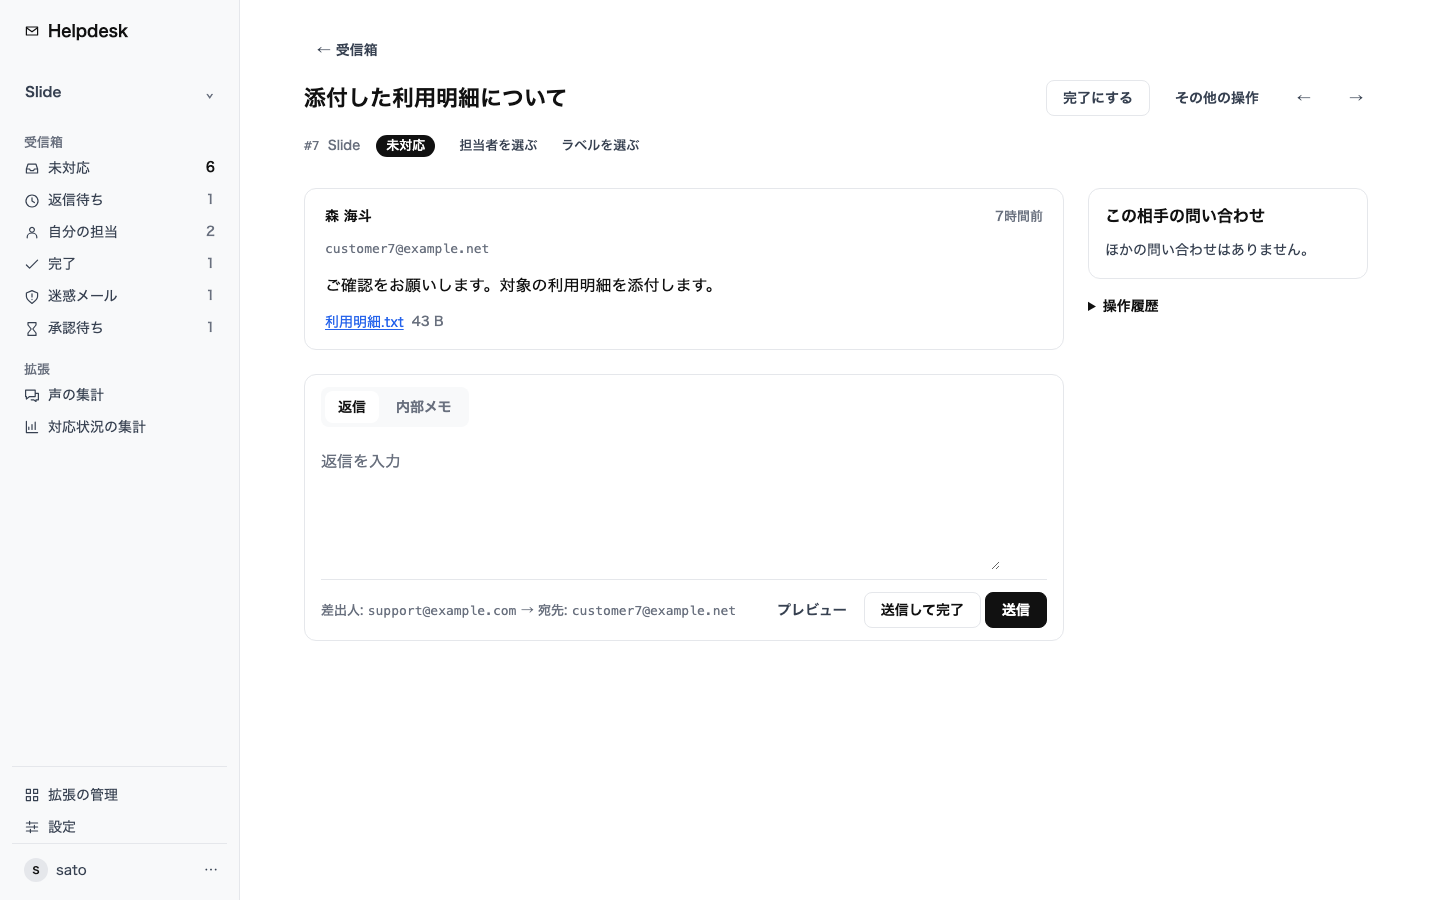 Helpdesk
Slide
受信箱
未対応 6
返信待ち 1
自分の担当 2
完了 1
迷惑メール 1
承認待ち 1
拡張
声の集計
対応状況の集計
拡張の管理
設定
S sato ...
← 受信箱
添付した利用明細について
完了にする その他の操作 ← →
#7 Slide 未対応 担当者を選ぶ ラベルを選ぶ
森 海斗 7時間前
customer7@example.net
ご確認をお願いします。対象の利用明細を添付します。
利用明細.txt 43 B
返信 内部メモ
返信を入力
差出人: support@example.com → 宛先: customer7@example.net プレビュー 送信して完了 送信
この相手の問い合わせ
ほかの問い合わせはありません。
▶ 操作履歴